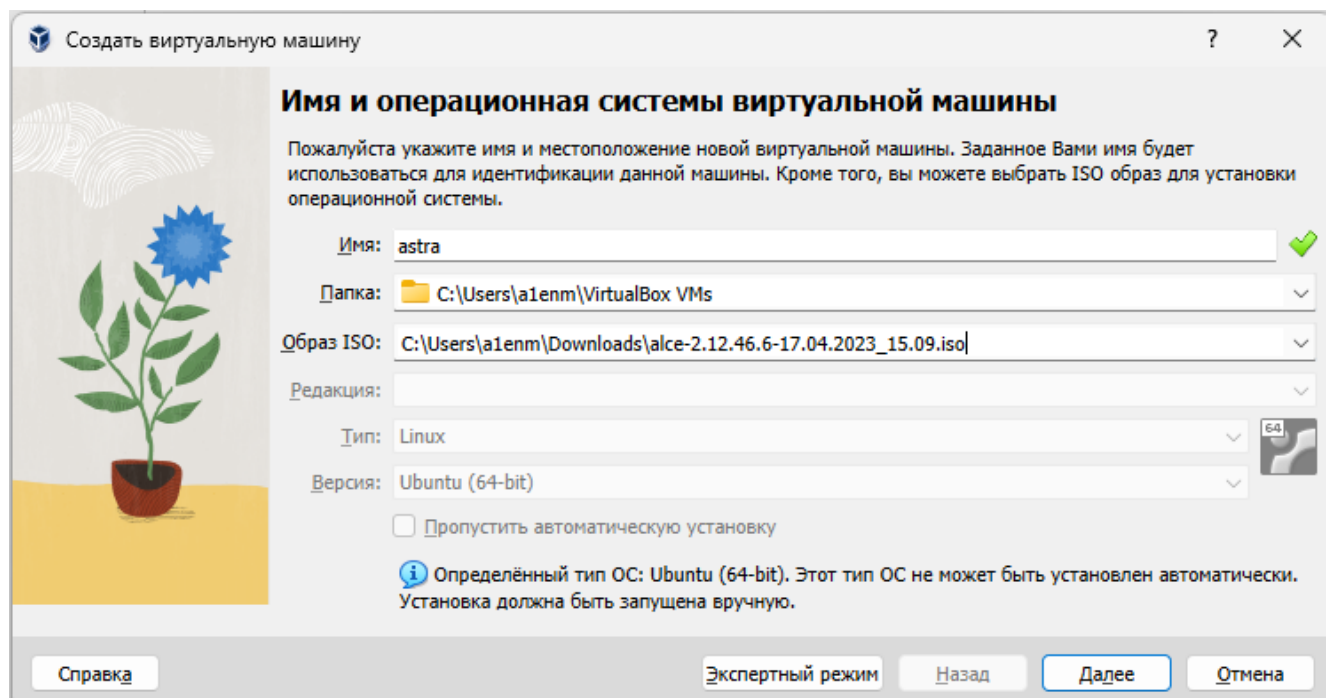 Создать виртуальную машину
?
Имя и операционная системы виртуальной машины
Пожалуйста укажите имя и местоположение новой виртуальной машины. Заданное Вами имя будет
использоваться для идентификации данной машины. Кроме того, вы можете выбрать ISO образ для установки
операционной системы.
Имя: astra
Папка: C:\Users\a1enm\VirtualBox VMs
Образ ISO: C:\Users\a1enm\Downloads\alce-2.12.46.6-17.04.2023_15.09.iso
Редакция:
Тип: Linux
64
Версия: Ubuntu (64-bit)
Пропустить автоматическую установку
Определённый тип ОС: Ubuntu (64-bit). Этот тип ОС не может быть установлен автоматически.
Установка должна быть запущена вручную.
Справка Экспертный режим Назад Далее Отмена